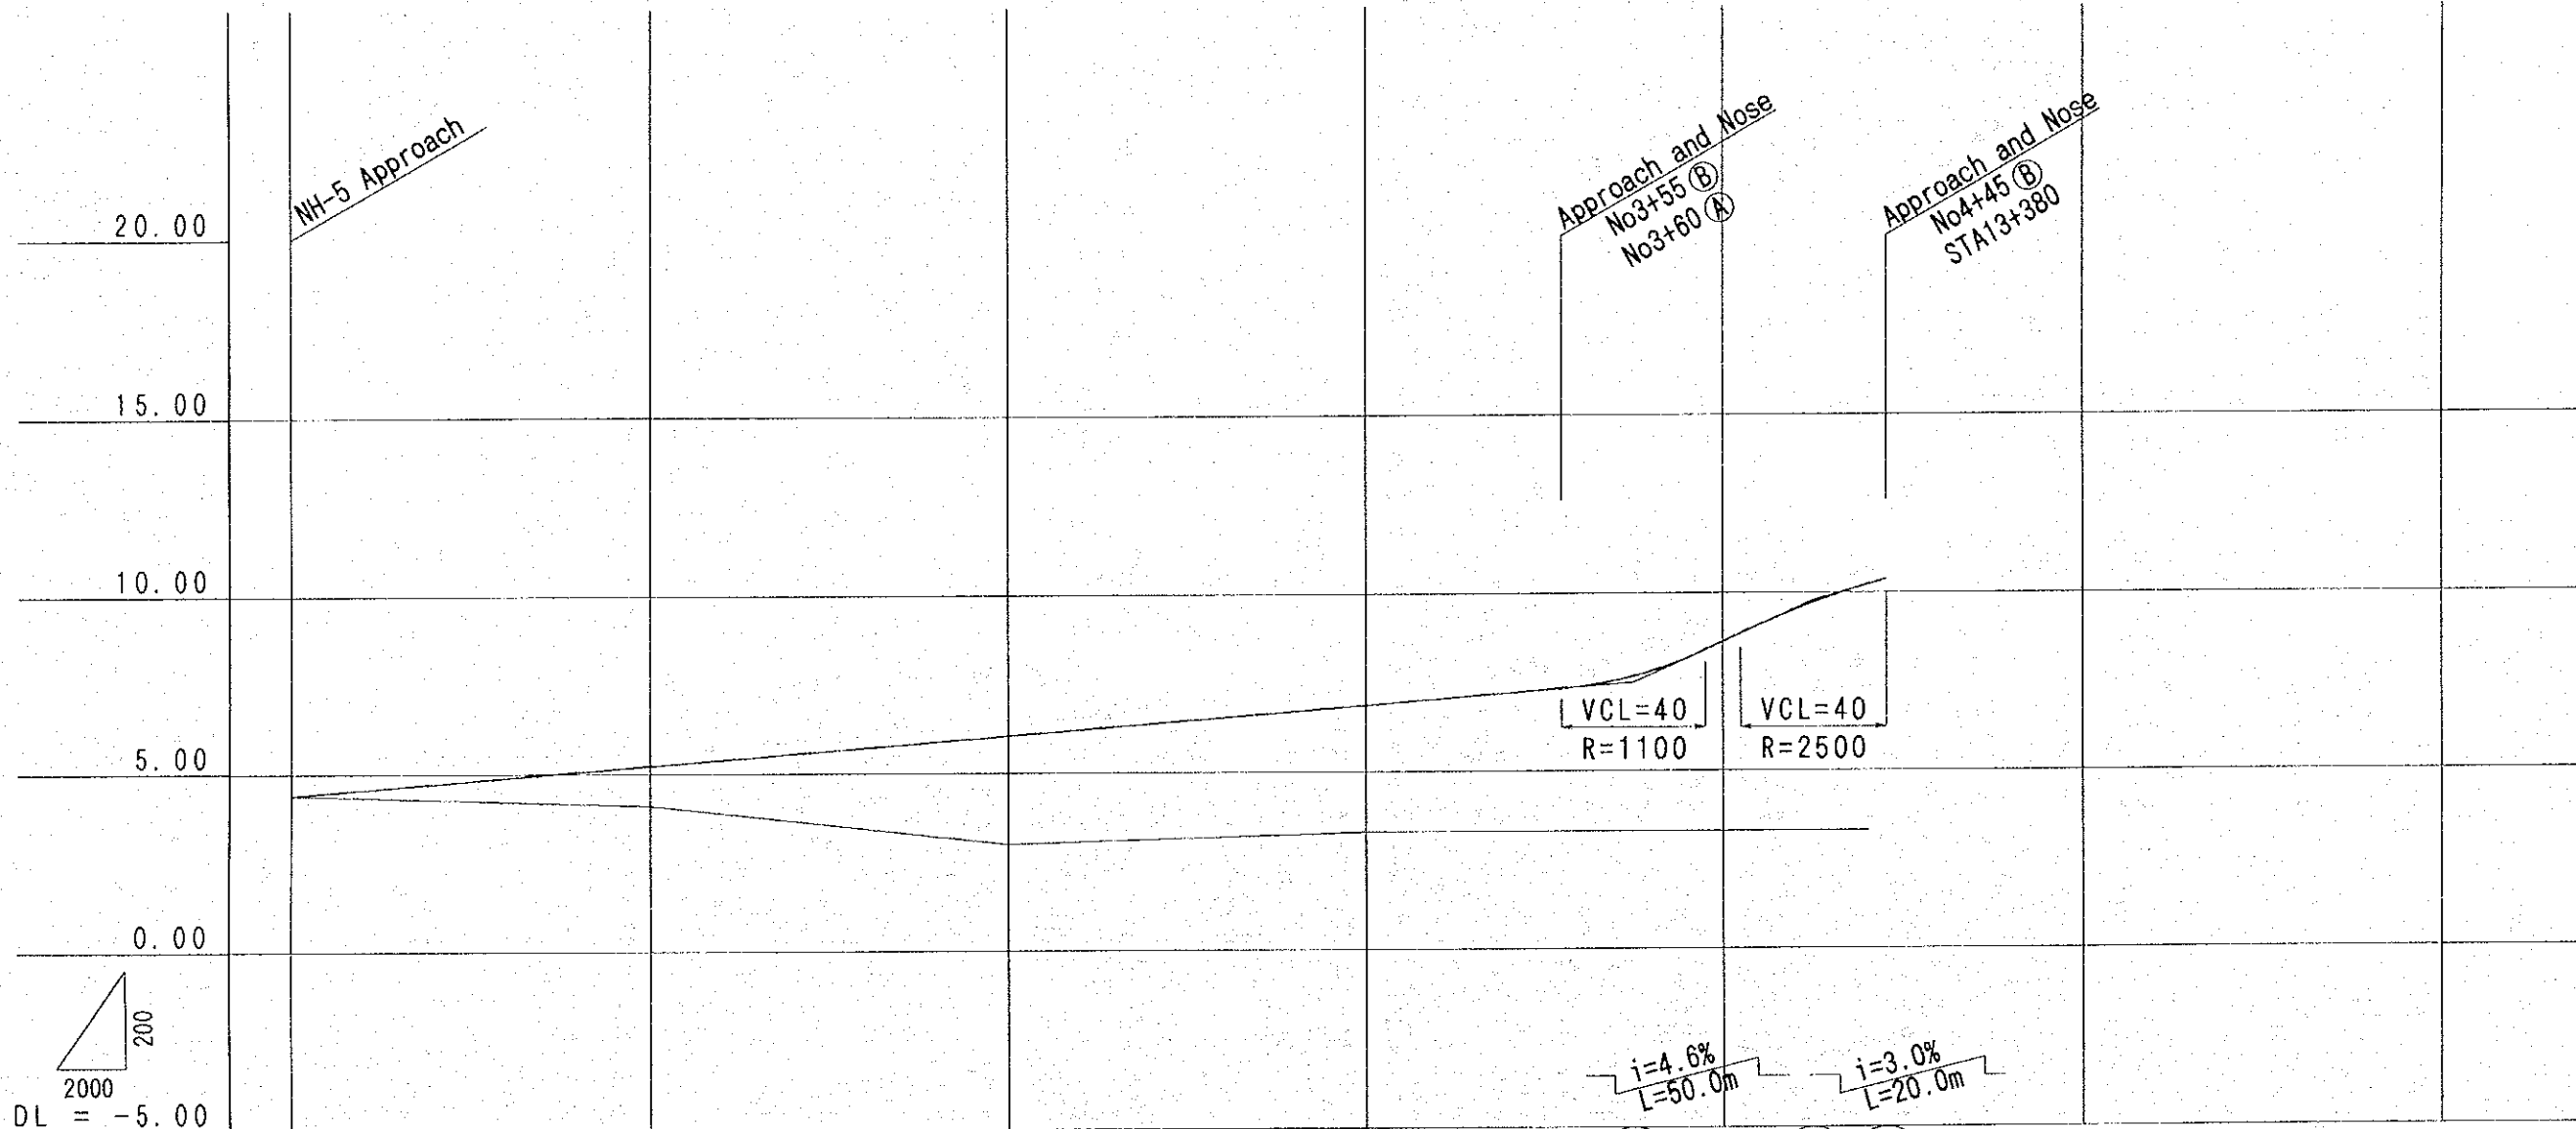 NH-5 Approach
Approach and Nose
No3+55 Ⓑ
No3+60 Ⓐ
Approach and Nose
No4+45 Ⓑ
STA13+380
20.00
15.00
10.00
5.00
0.00
VCL=40
R=1100
VCL=40
R=2500
200
2000
DL = -5.00
i=4.6%
L=50.0m
i=3.0%
L=20.0m